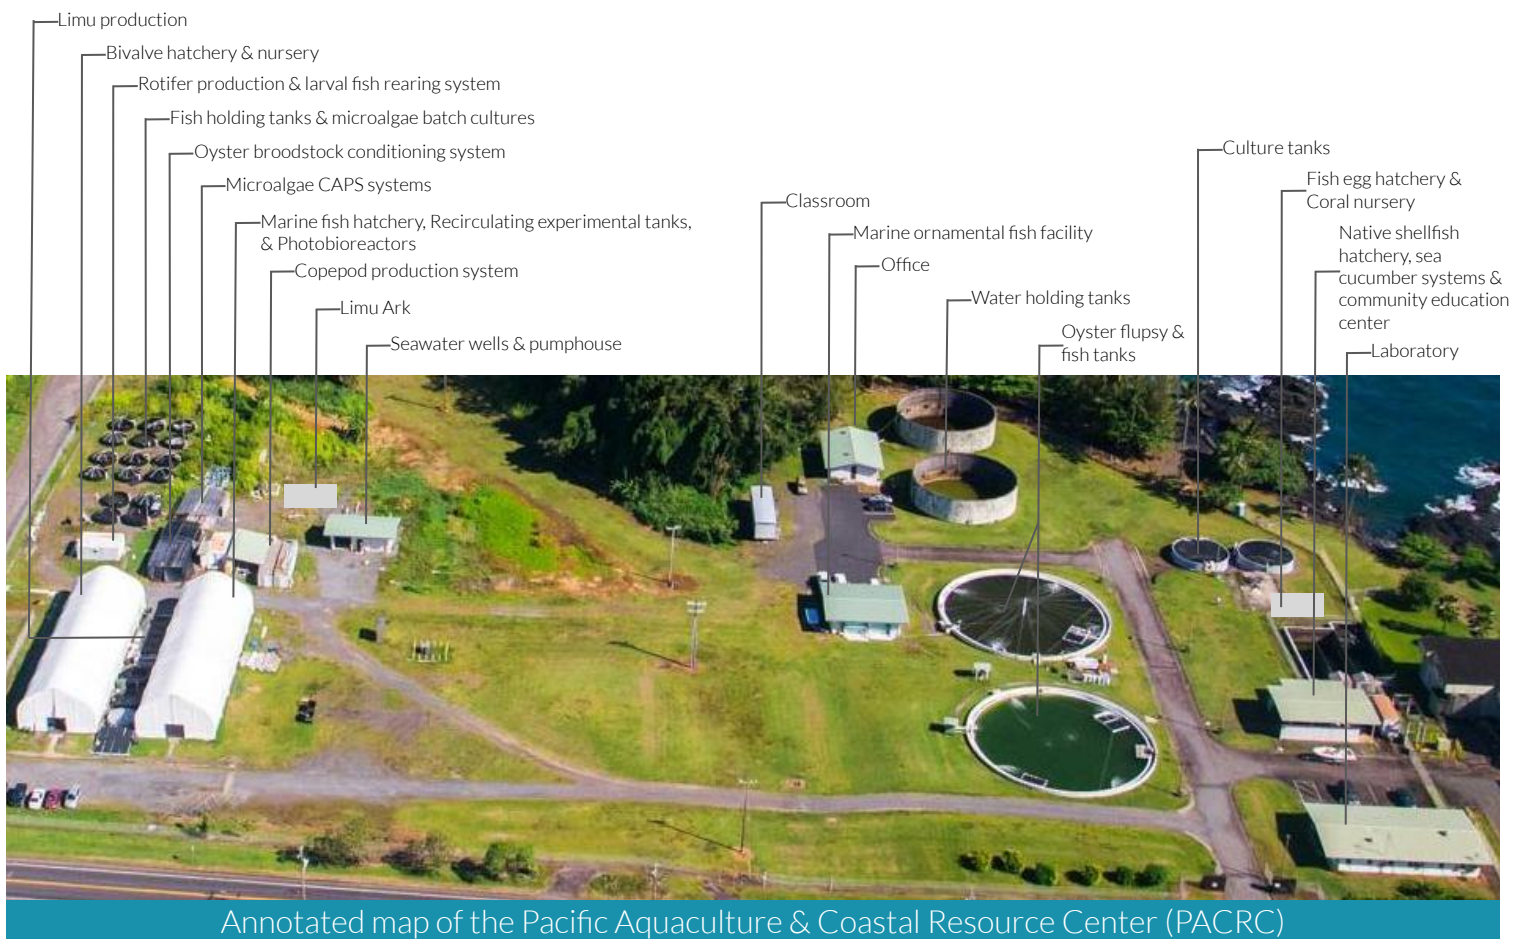 Limu production
Bivalve hatchery & nursery
Rotifer production & larval fish rearing system
Fish holding tanks & microalgae batch cultures
Oyster broodstock conditioning system
Microalgae CAPS systems
Marine fish hatchery, Recirculating experimental tanks,
& Photobioreactors
Copepod production system
Limu Ark
Seawater wells & pumphouse
Classroom
Marine ornamental fish facility
Office
Water holding tanks
Oyster flupsy &
fish tanks
Culture tanks
Fish egg hatchery &
Coral nursery
Native shellfish
hatchery, sea
cucumber systems &
community education
center
Laboratory
Annotated map of the Pacific Aquaculture & Coastal Resource Center (PACRC)